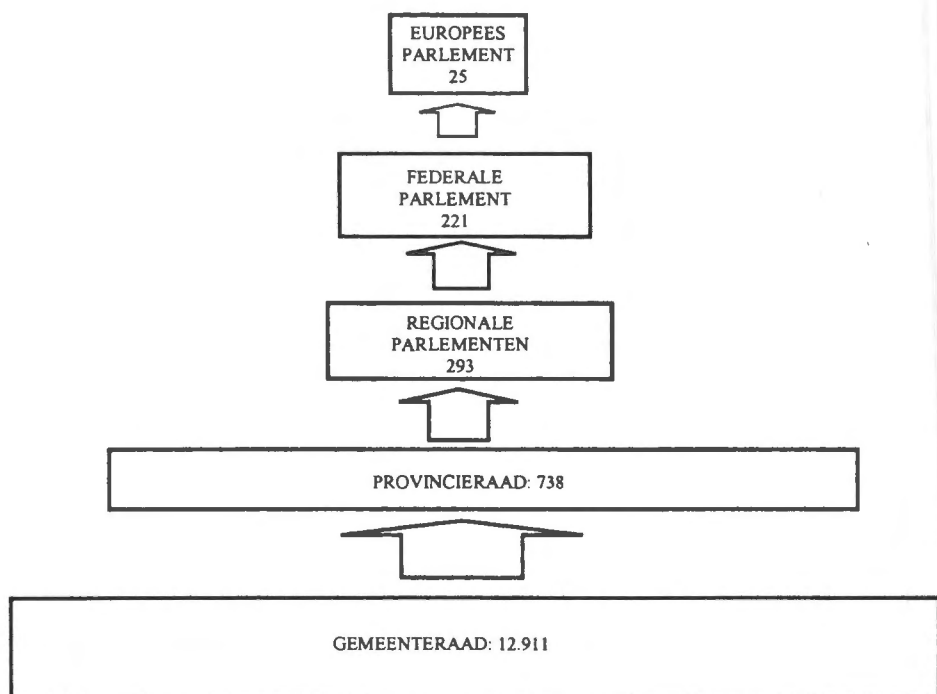 EUROPEES
PARLEMENT
25
FEDERALE
PARLEMENT
221
REGIONALE
PARLEMENTEN
293
PROVINCIERAAD: 738
GEMEENTERAAD: 12.911